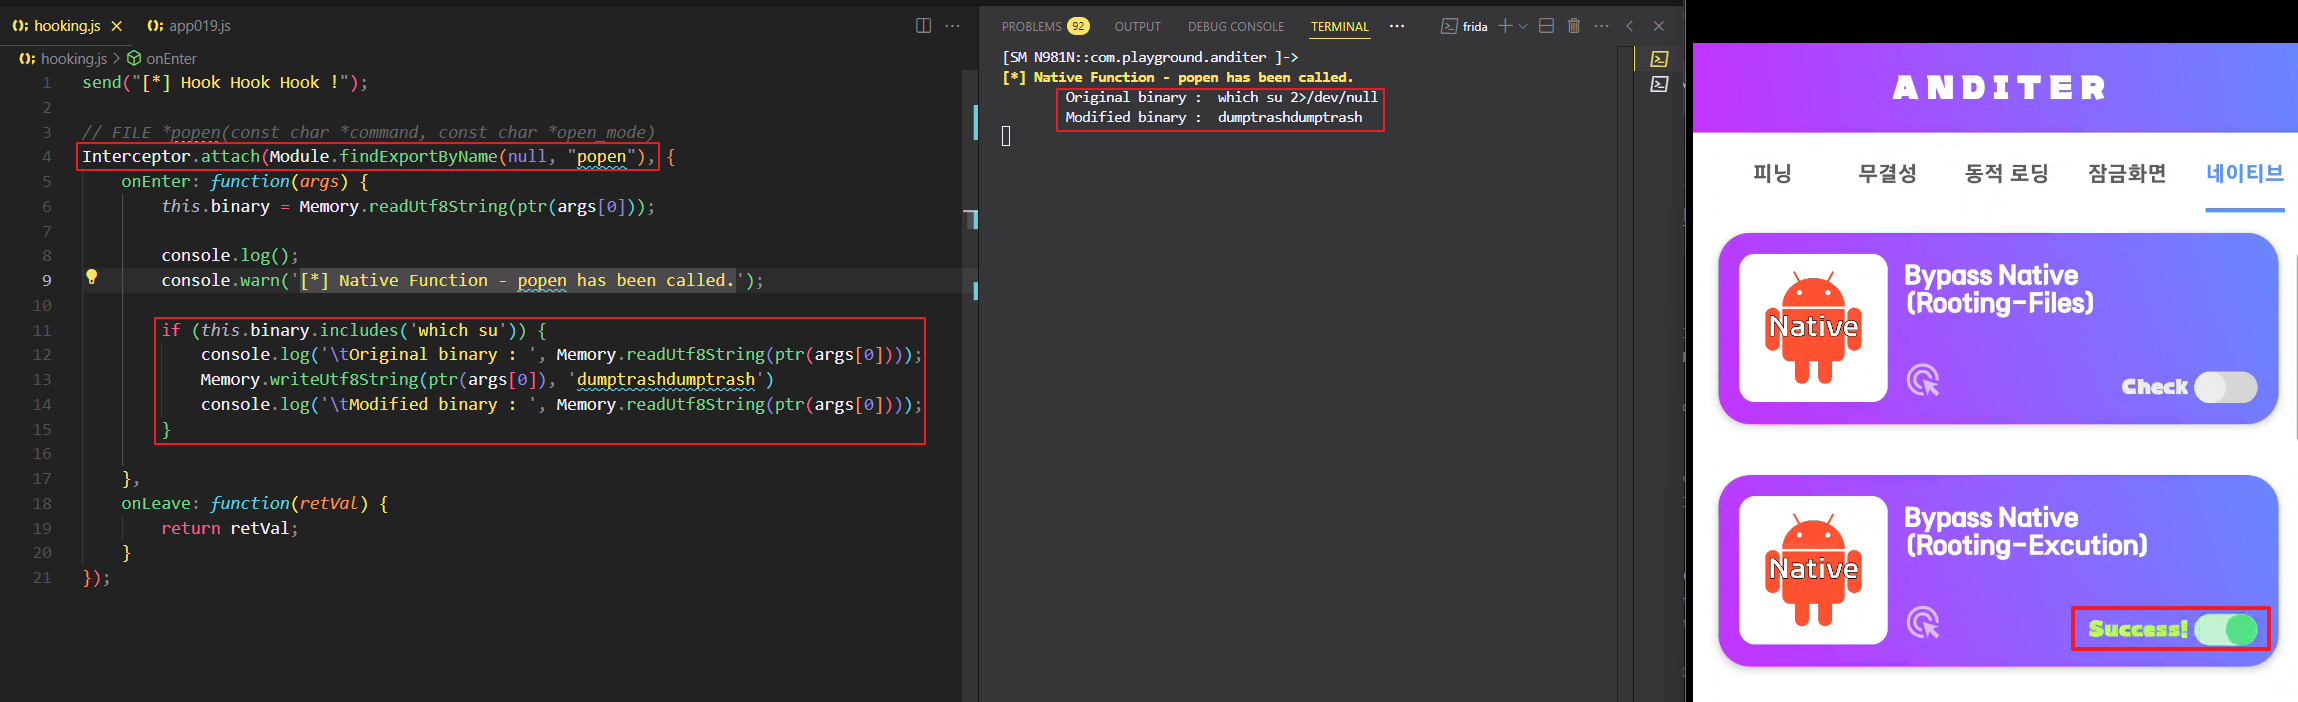 hooking.js
app019.js
hooking.js > onEnter
1 send("[*] Hook Hook Hook !");
2
3 // FILE *popen(const char *command, const char *open_mode)
4 Interceptor.attach(Module.findExportByName(null, "popen"), {
5 onEnter: function(args) {
6 this.binary = Memory.readUtf8String(ptr(args[0]));
7
8 console.log();
9 console.warn('[*] Native Function - popen has been called.');
10
11 if (this.binary.includes('which su')) {
12 console.log('\tOriginal binary : ', Memory.readUtf8String(ptr(args[0])));
13 Memory.writeUtf8String(ptr(args[0]), 'dumptrashdumptrash')
14 console.log('\tModified binary : ', Memory.readUtf8String(ptr(args[0])));
15 }
16
17 },
18 onLeave: function(retVal) {
19 return retVal;
20 }
21 });
PROBLEMS 92 OUTPUT DEBUG CONSOLE TERMINAL ··· frida
[SM N981N::com.playground.anditer ]->
[*] Native Function - popen has been called.
Original binary :  which su 2>/dev/null
Modified binary :  dumptrashdumptrash
ANDITER
피닝 무결성 동적 로딩 잠금화면 네이티브
Native
Bypass Native
(Rooting-Files)
Check
Native
Bypass Native
(Rooting-Excution)
Success!